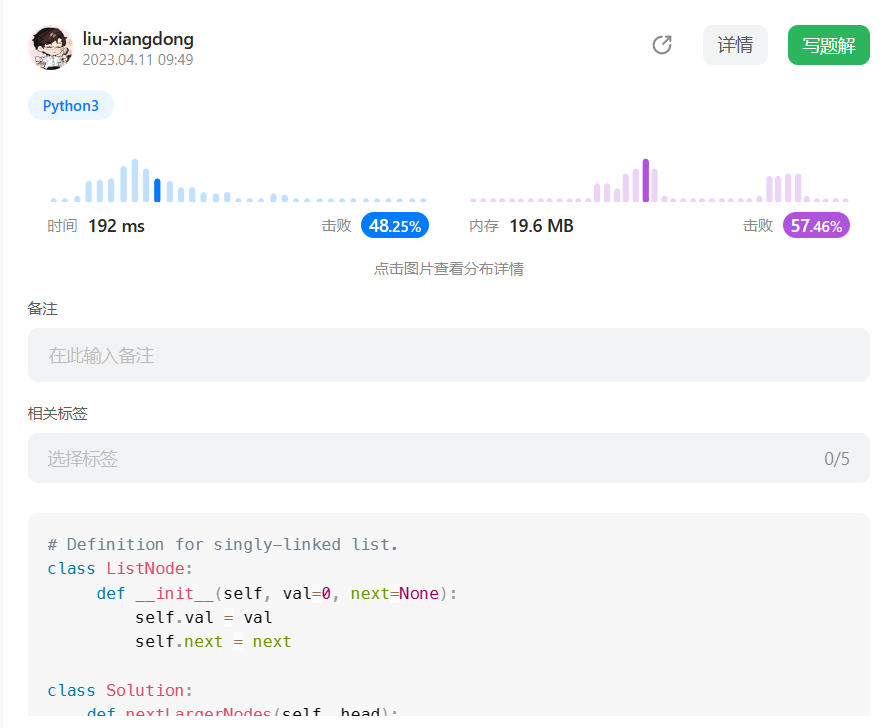 liu-xiangdong
2023.04.11 09:49
详情
写题解
Python3
时间 192 ms 击败 48.25%
内存 19.6 MB 击败 57.46%
点击图片查看分布详情
备注
在此输入备注
相关标签
选择标签 0/5
# Definition for singly-linked list.
class ListNode:
     def __init__(self, val=0, next=None):
         self.val = val
         self.next = next
class Solution:
    def nextLargerNodes(self, head):